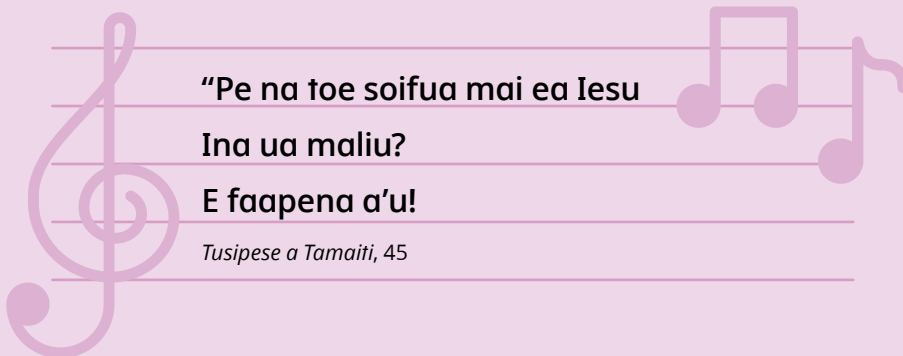 “Pe na toe soifua mai ea Iesu
Ina ua maliu?
E faapena a’u!
Tusipese a Tamaiti, 45